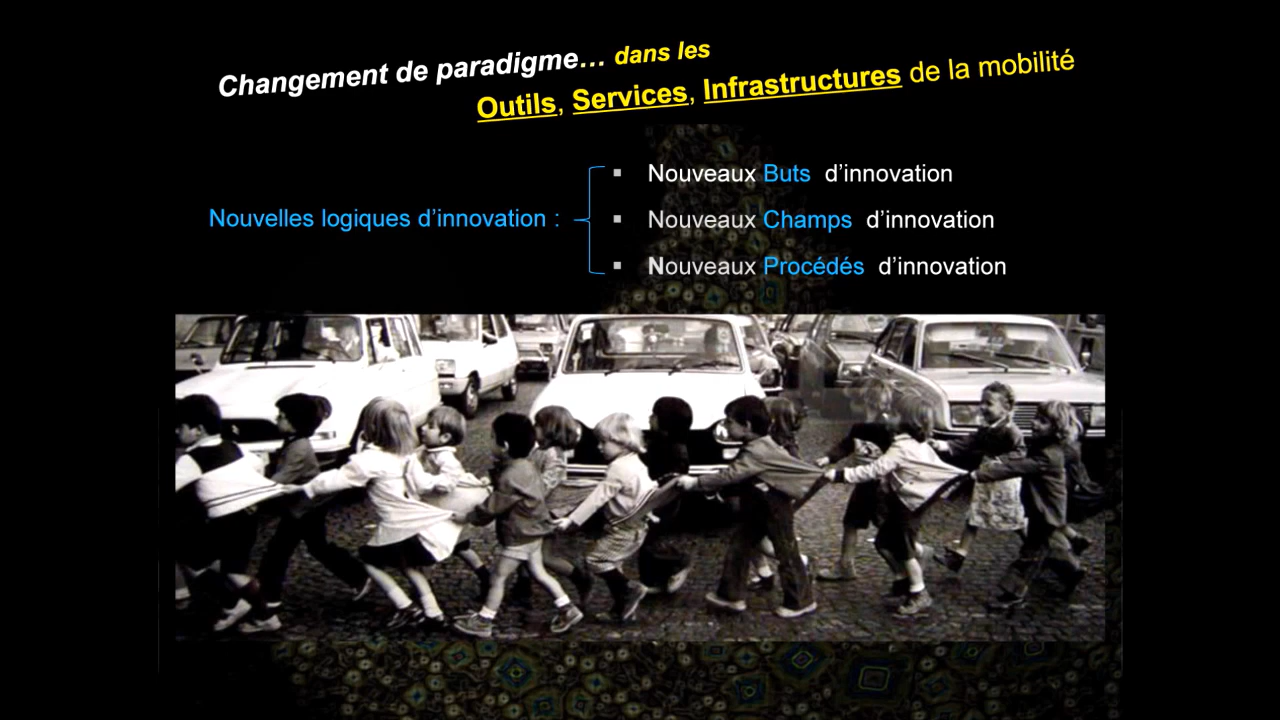 Changement de paradigme… dans les
Outils, Services, Infrastructures de la mobilité
Nouvelles logiques d’innovation :
▪ Nouveaux Buts d’innovation
▪ Nouveaux Champs d’innovation
▪ Nouveaux Procédés d’innovation